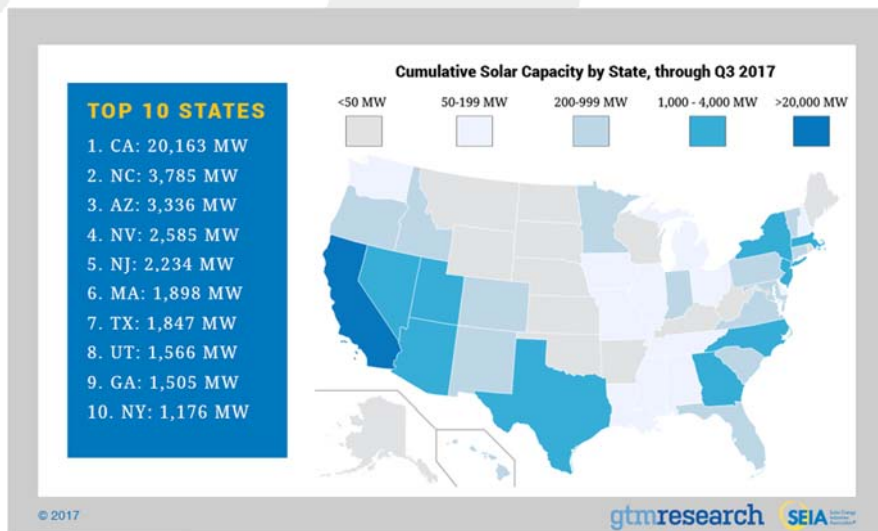 Cumulative Solar Capacity by State, through Q3 2017
<50 MW
50-199 MW
200-999 MW
1,000 - 4,000 MW
>20,000 MW
TOP 10 STATES
1. CA: 20,163 MW
2. NC: 3,785 MW
3. AZ: 3,336 MW
4. NV: 2,585 MW
5. NJ: 2,234 MW
6. MA: 1,898 MW
7. TX: 1,847 MW
8. UT: 1,566 MW
9. GA: 1,505 MW
10. NY: 1,176 MW
© 2017
gtmresearch
SEIA